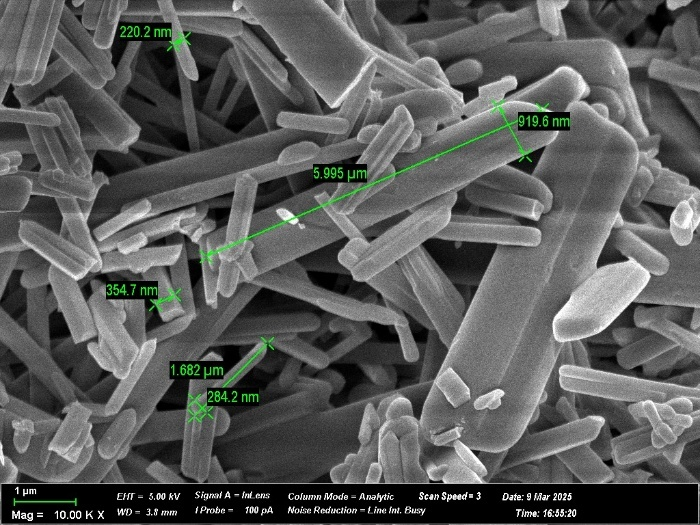 220.2 nm
919.6 nm
5.995 µm
354.7 nm
1.682 µm
284.2 nm
1 µm
Mag = 10.00 K X
EHT = 5.00 kV
WD = 3.8 mm
Signal A = InLens
I Probe = 100 pA
Column Mode = Analytic
Noise Reduction = Line Int. Busy
Scan Speed = 3
Date: 9 Mar 2025
Time: 16:55:20